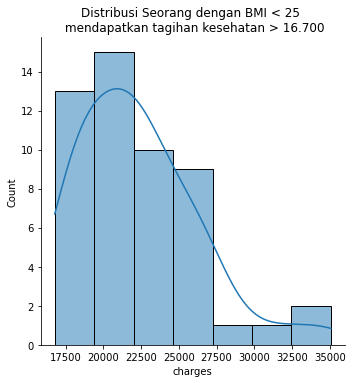 Distribusi Seorang dengan BMI < 25
mendapatkan tagihan kesehatan > 16.700
14
12
10
8
6
4
2
0
Count
17500 20000 22500 25000 27500 30000 32500 35000
charges